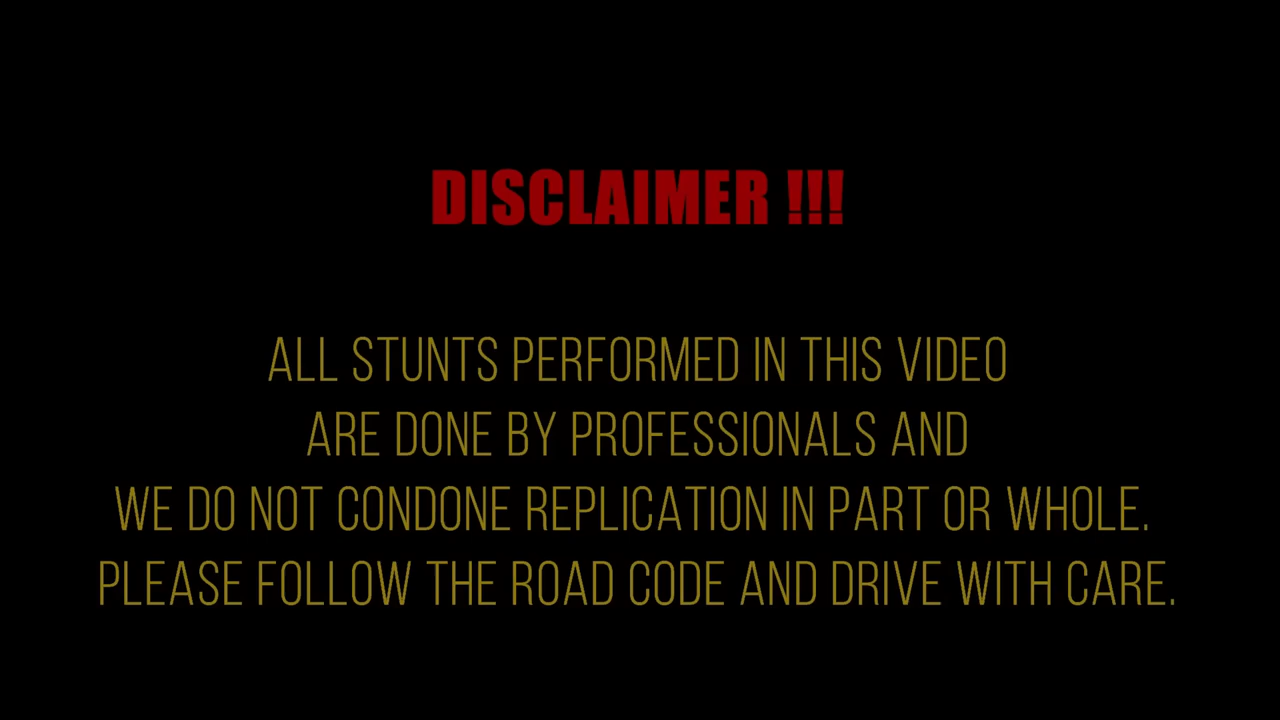 DISCLAIMER !!!
ALL STUNTS PERFORMED IN THIS VIDEO
ARE DONE BY PROFESSIONALS AND
WE DO NOT CONDONE REPLICATION IN PART OR WHOLE.
PLEASE FOLLOW THE ROAD CODE AND DRIVE WITH CARE.